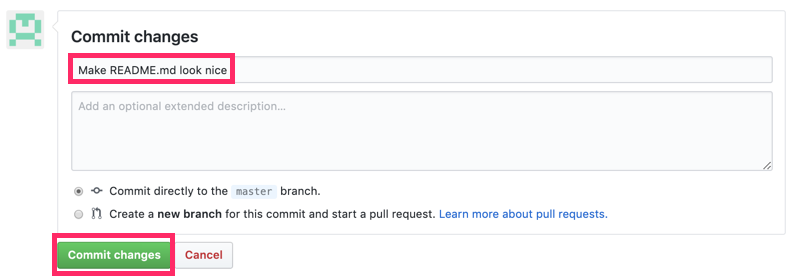 Commit changes
Make README.md look nice
Add an optional extended description...
Commit directly to the master branch.
Create a new branch for this commit and start a pull request. Learn more about pull requests.
Commit changes Cancel